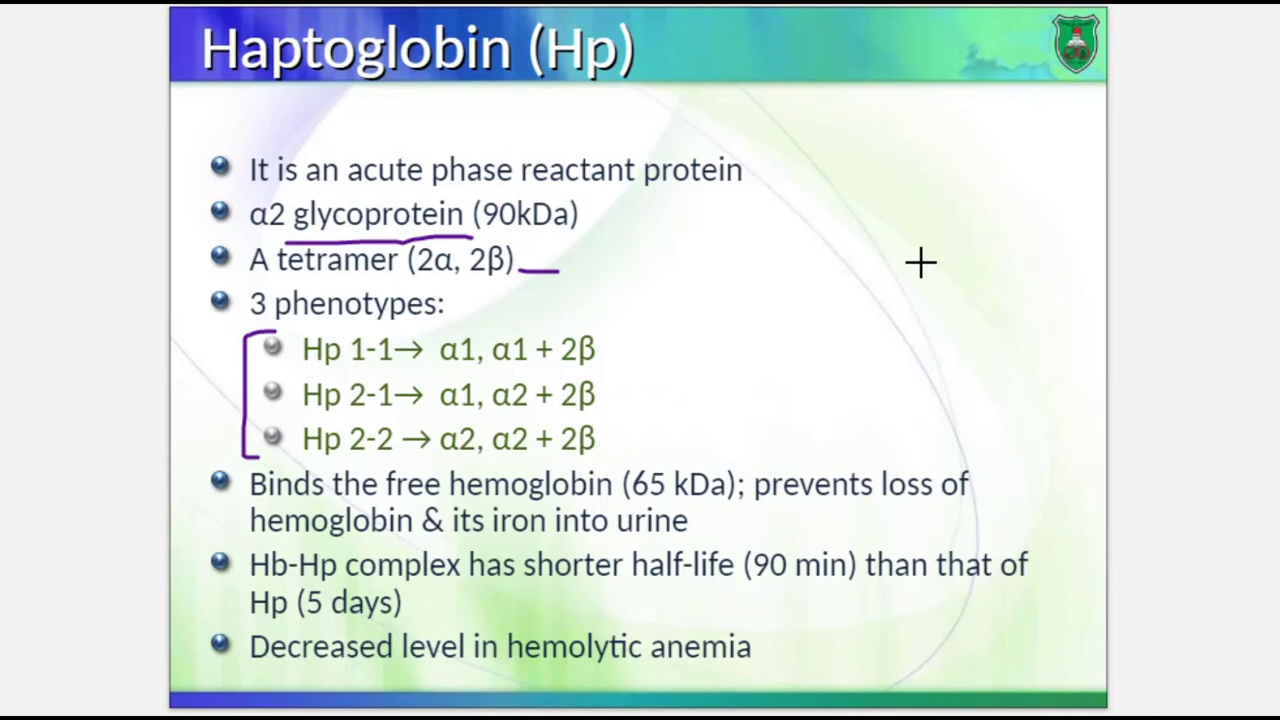 Haptoglobin (Hp)
It is an acute phase reactant protein
α2 glycoprotein (90kDa)
A tetramer (2α, 2β)
3 phenotypes:
Hp 1-1→ α1, α1 + 2β
Hp 2-1→ α1, α2 + 2β
Hp 2-2 → α2, α2 + 2β
Binds the free hemoglobin (65 kDa); prevents loss of
hemoglobin & its iron into urine
Hb-Hp complex has shorter half-life (90 min) than that of
Hp (5 days)
Decreased level in hemolytic anemia